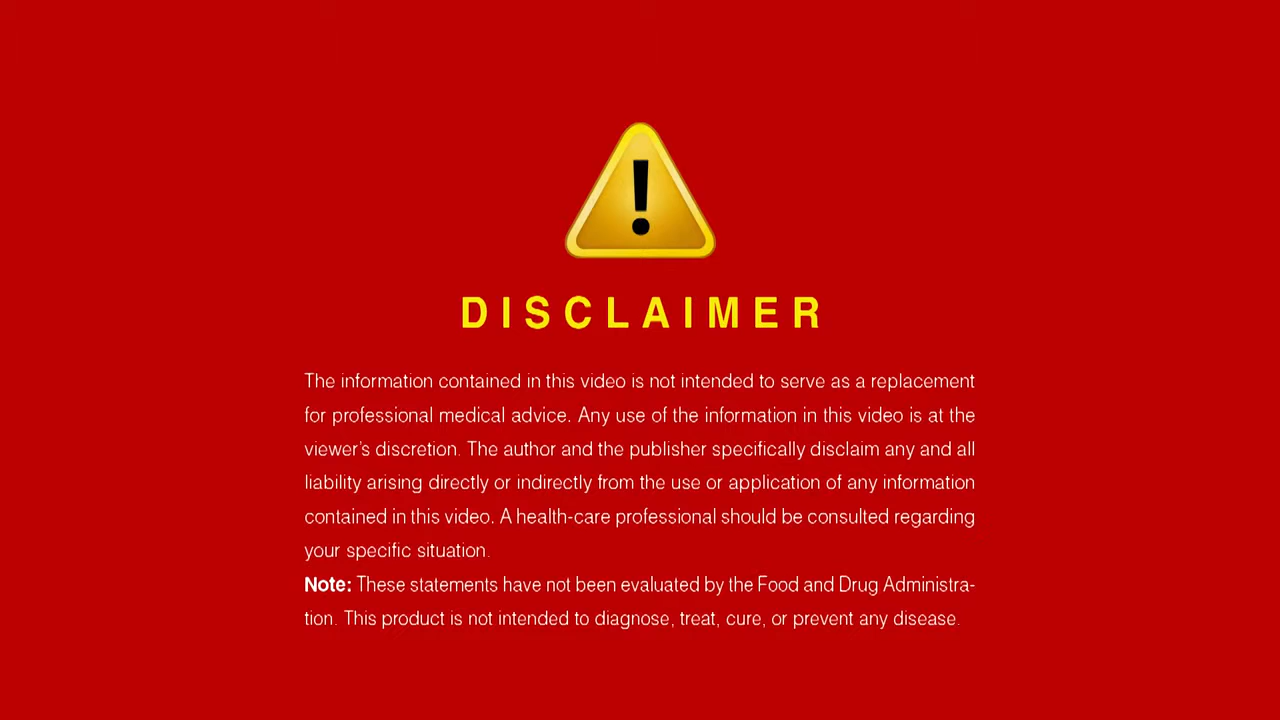 !
DISCLAIMER
The information contained in this video is not intended to serve as a replacement
for professional medical advice. Any use of the information in this video is at the
viewer's discretion. The author and the publisher specifically disclaim any and all
liability arising directly or indirectly from the use or application of any information
contained in this video. A health-care professional should be consulted regarding
your specific situation.
Note: These statements have not been evaluated by the Food and Drug Administra-
tion. This product is not intended to diagnose, treat, cure, or prevent any disease.